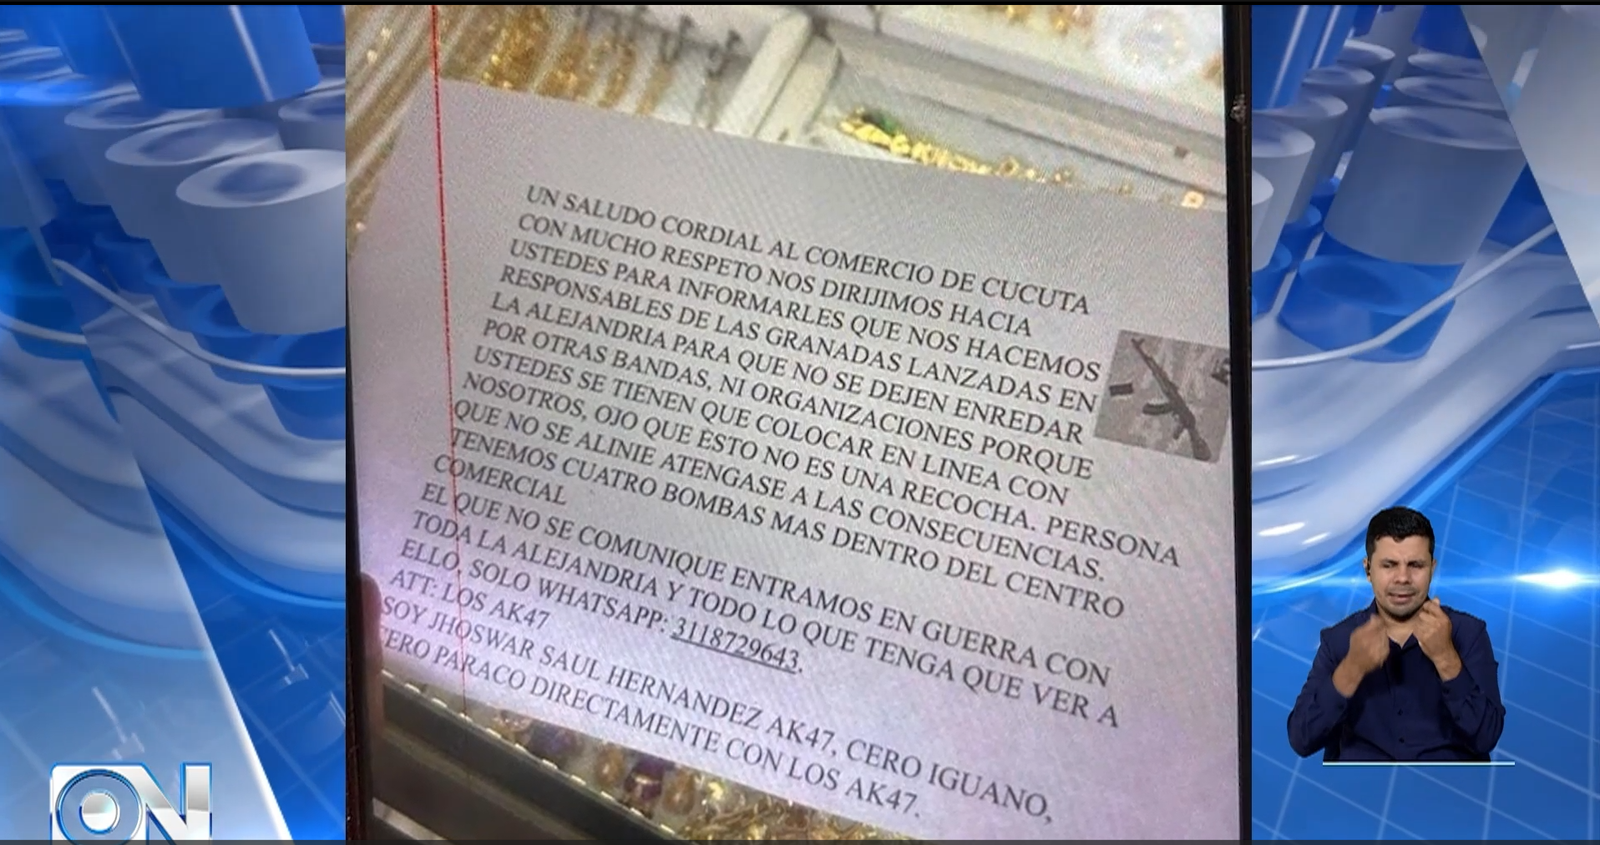 UN SALUDO CORDIAL AL COMERCIO DE CUCUTA
CON MUCHO RESPETO NOS DIRIJIMOS HACIA
USTEDES PARA INFORMARLES QUE NOS HACEMOS
RESPONSABLES DE LAS GRANADAS LANZADAS EN
LA ALEJANDRIA PARA QUE NO SE DEJEN ENREDAR
POR OTRAS BANDAS, NI ORGANIZACIONES PORQUE
USTEDES SE TIENEN QUE COLOCAR EN LINEA CON
NOSOTROS, OJO QUE ESTO NO ES UNA RECOCHA. PERSONA
QUE NO SE ALINIE ATENGASE A LAS CONSECUENCIAS.
TENEMOS CUATRO BOMBAS MAS DENTRO DEL CENTRO
COMERCIAL
EL QUE NO SE COMUNIQUE ENTRAMOS EN GUERRA CON
TODA LA ALEJANDRIA Y TODO LO QUE TENGA QUE VER A
ELLO, SOLO WHATSAPP: 3118729643.
ATT: LOS AK47
SOY JHOSWAR SAUL HERNANDEZ AK47, CERO IGUANO,
CERO PARACO DIRECTAMENTE CON LOS AK47.
ON